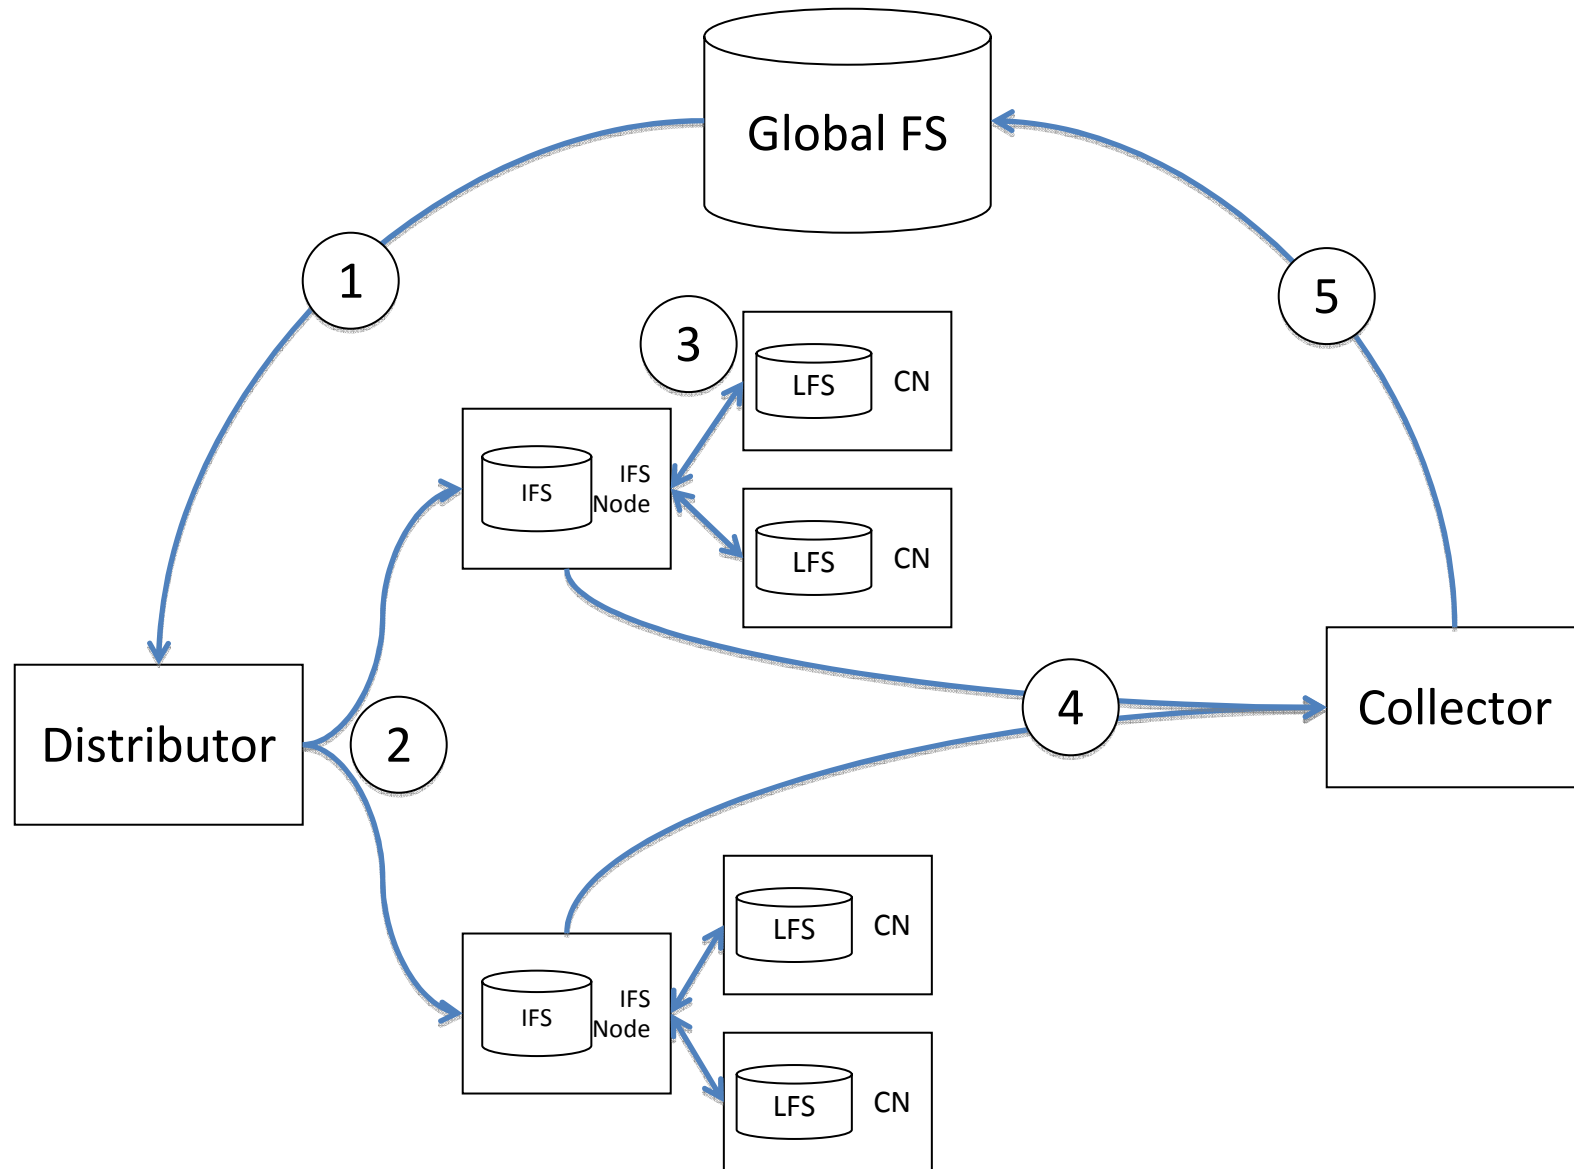 Global FS
1
5
3
LFS
CN
IFS
IFS
Node
LFS
CN
4
Collector
Distributor
2
LFS
CN
IFS
IFS
Node
LFS
CN